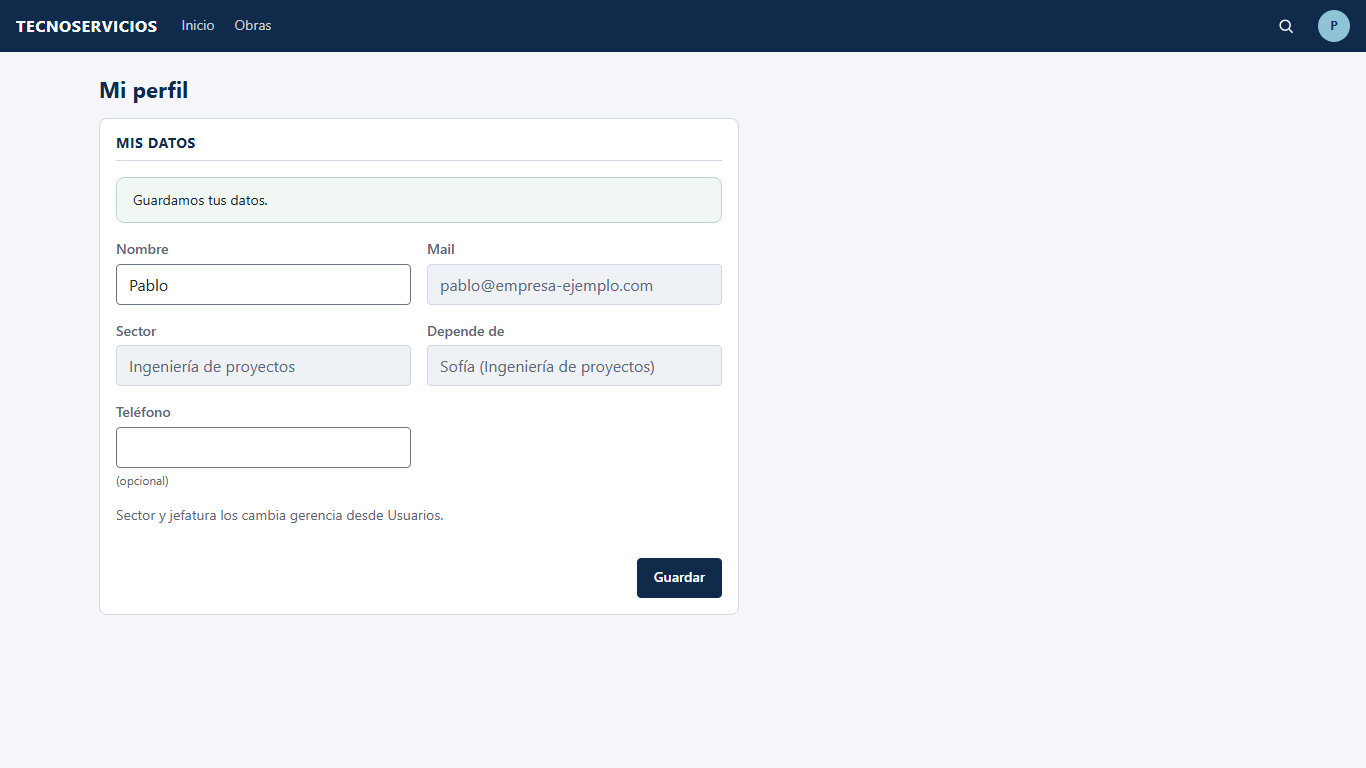 TECNOSERVICIOS Inicio Obras P
Mi perfil
MIS DATOS
Guardamos tus datos.
Nombre Mail
Pablo pablo@empresa-ejemplo.com
Sector Depende de
Ingeniería de proyectos Sofía (Ingeniería de proyectos)
Teléfono
(opcional)
Sector y jefatura los cambia gerencia desde Usuarios.
Guardar